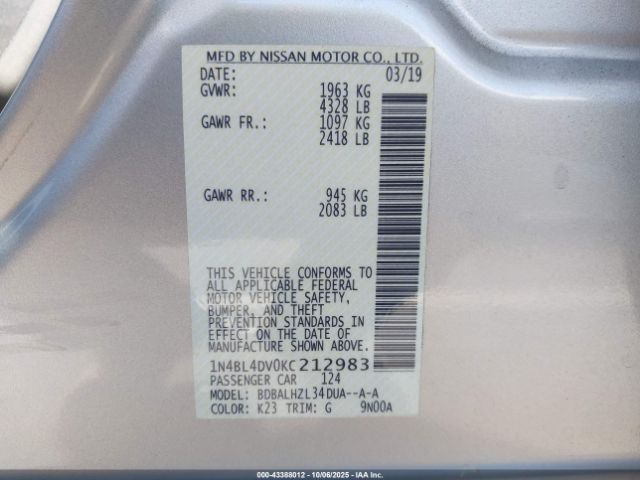 MFD BY NISSAN MOTOR CO., LTD.
DATE: 03/19
GVWR: 1963 KG
4328 LB
GAWR FR.: 1097 KG
2418 LB
GAWR RR.: 945 KG
2083 LB
THIS VEHICLE CONFORMS TO
ALL APPLICABLE FEDERAL
MOTOR VEHICLE SAFETY,
BUMPER, AND THEFT
PREVENTION STANDARDS IN
EFFECT ON THE DATE OF
MANUFACTURE SHOWN ABOVE.
1N4BL4DV0KC212983
PASSENGER CAR 124
MODEL: BDBALHZL34DUA--A-A
COLOR: K23 TRIM: G 9N00A
000-43388012 | 10/06/2025 | IAAI.COM